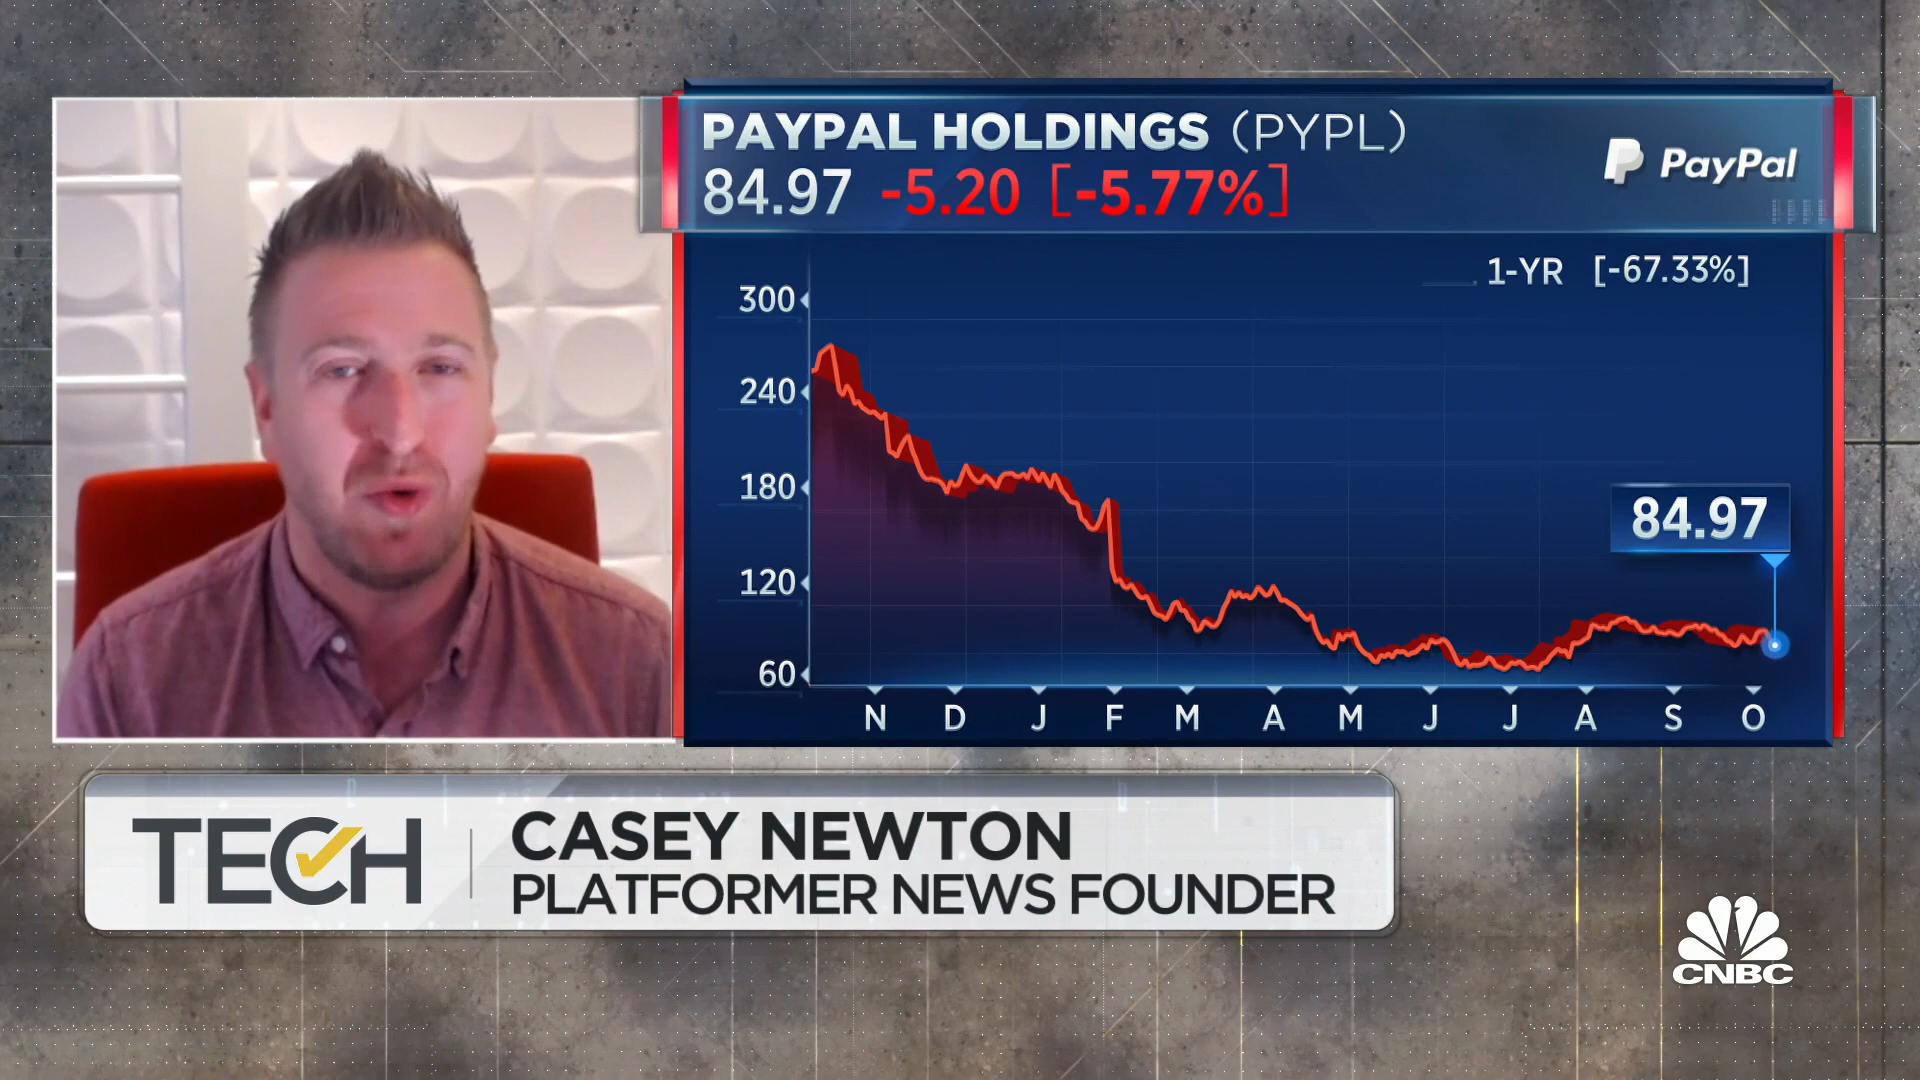 PAYPAL HOLDINGS (PYPL)
84.97 -5.20 [-5.77%]
PayPal
1-YR [-67.33%]
300
240
180
120
60
84.97
N D J F M A M J J A S O
TECH
CASEY NEWTON
PLATFORMER NEWS FOUNDER
CNBC